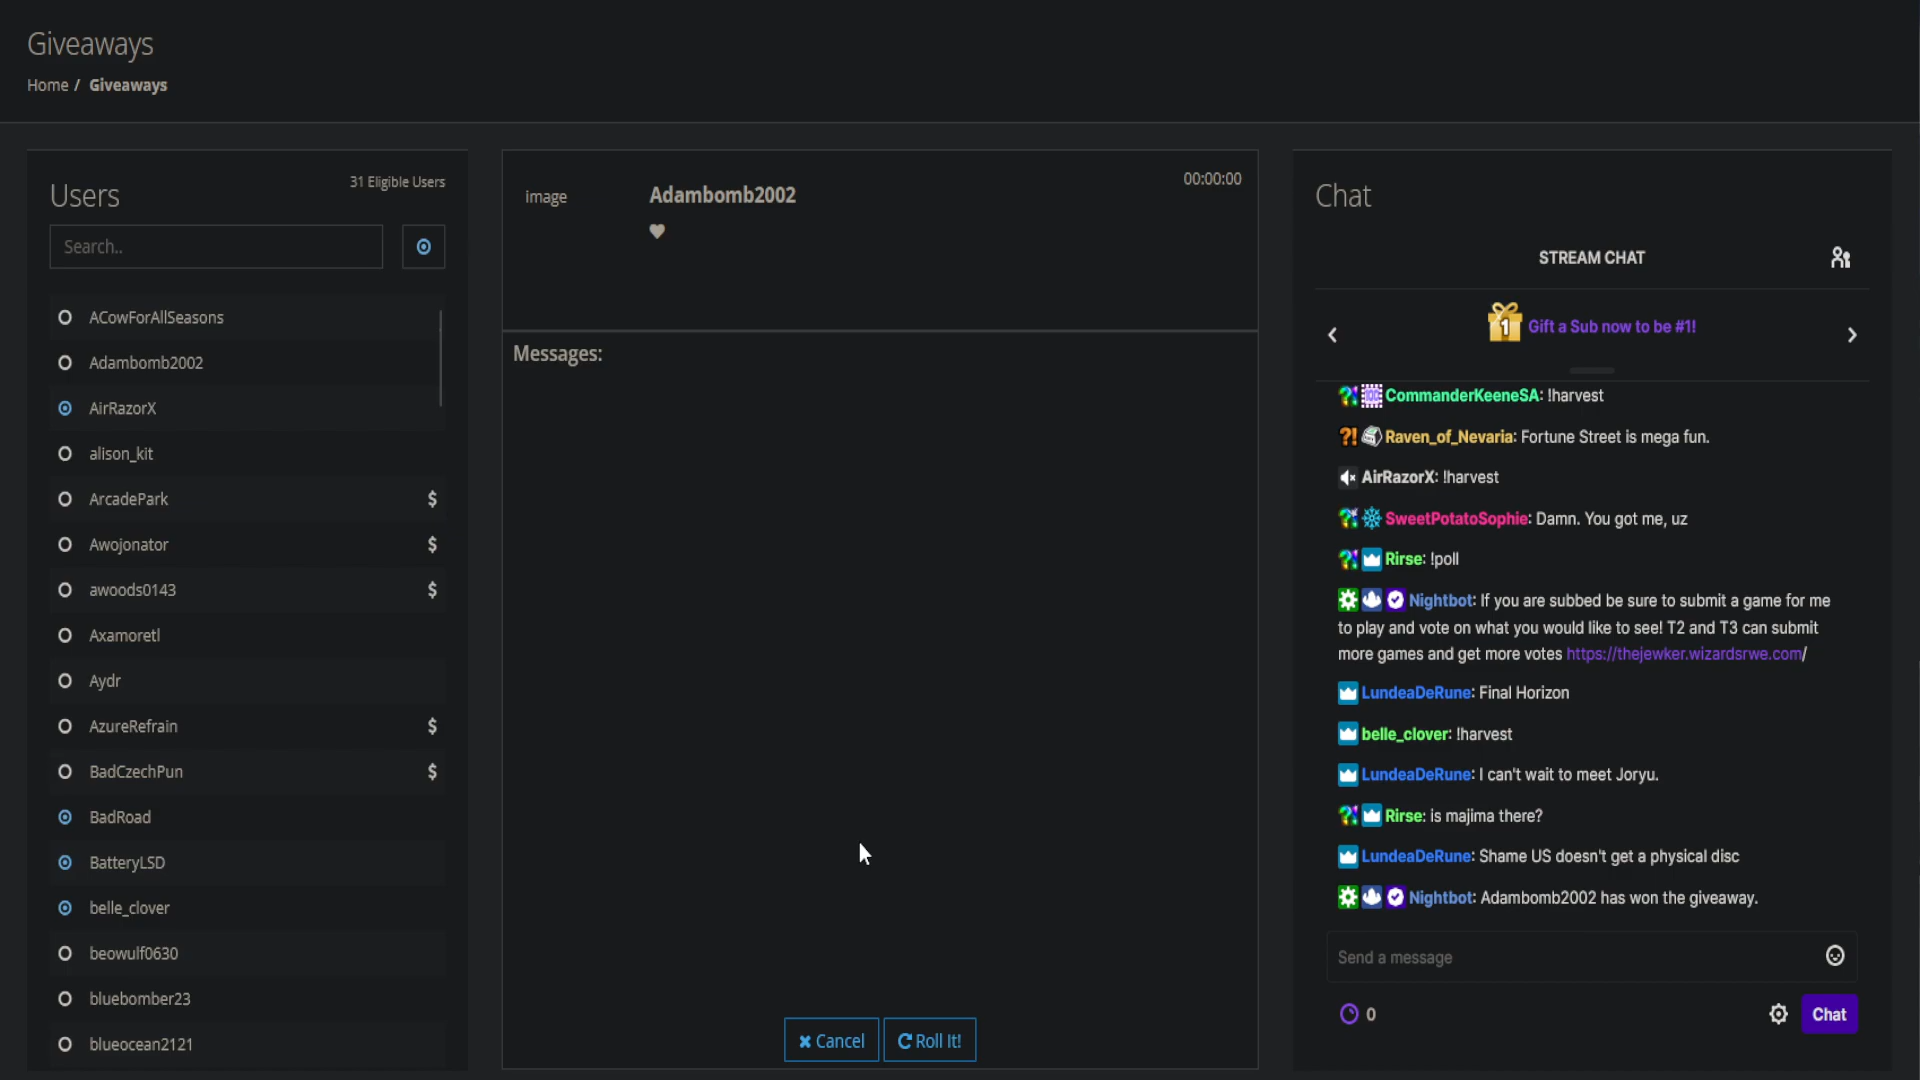 Giveaways
Home / Giveaways
Users
31 Eligible Users
Search..
ACowForAllSeasons
Adambomb2002
AirRazorX
alison_kit
ArcadePark $
Awojonator $
awoods0143 $
Axamoretl
Aydr
AzureRefrain $
BadCzechPun $
BadRoad
BatteryLSD
belle_clover
beowulf0630
bluebomber23
blueocean2121
image
Adambomb2002
00:00:00
Messages:
Cancel
Roll It!
Chat
STREAM CHAT
1
Gift a Sub now to be #1!
CommanderKeeneSA: !harvest
Raven_of_Nevaria: Fortune Street is mega fun.
AirRazorX: !harvest
SweetPotatoSophie: Damn. You got me, uz
Rirse: !poll
Nightbot: If you are subbed be sure to submit a game for me
to play and vote on what you would like to see! T2 and T3 can submit
more games and get more votes https://thejewker.wizardsrwe.com/
LundeaDeRune: Final Horizon
belle_clover: !harvest
LundeaDeRune: I can't wait to meet Joryu.
Rirse: is majima there?
LundeaDeRune: Shame US doesn't get a physical disc
Nightbot: Adambomb2002 has won the giveaway.
Send a message
0
Chat